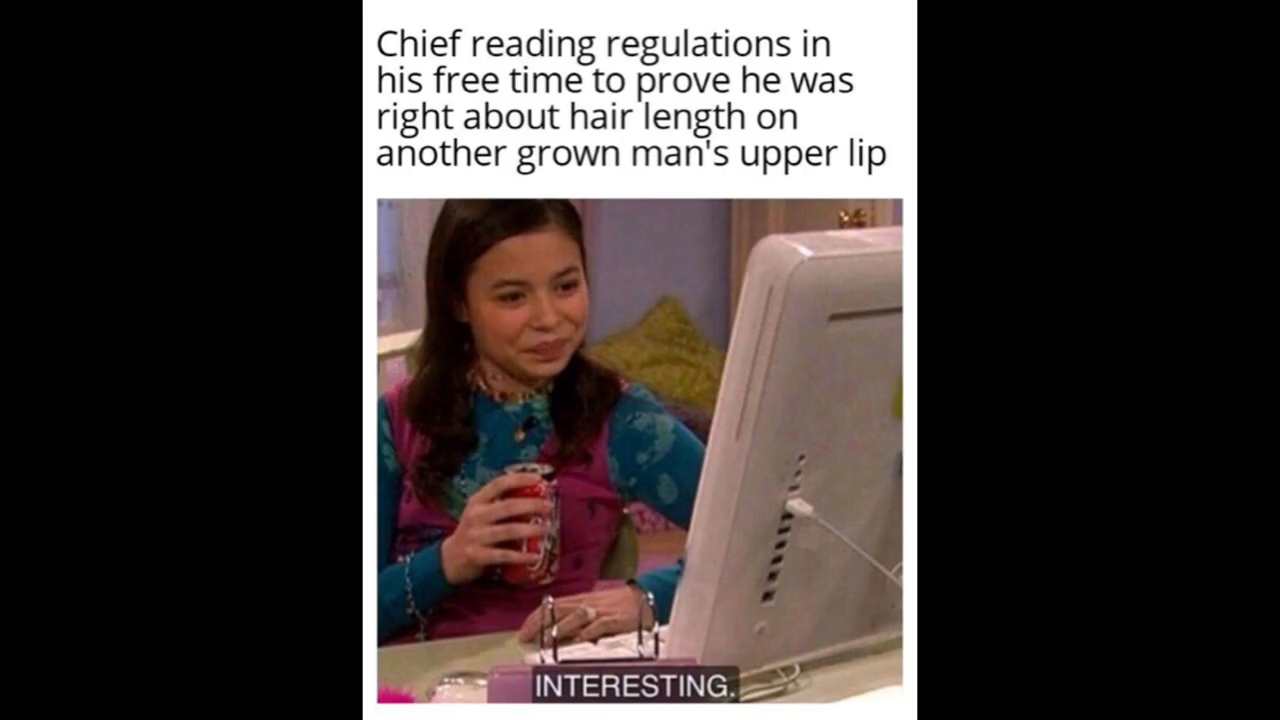 Chief reading regulations in
his free time to prove he was
right about hair length on
another grown man's upper lip
INTERESTING.